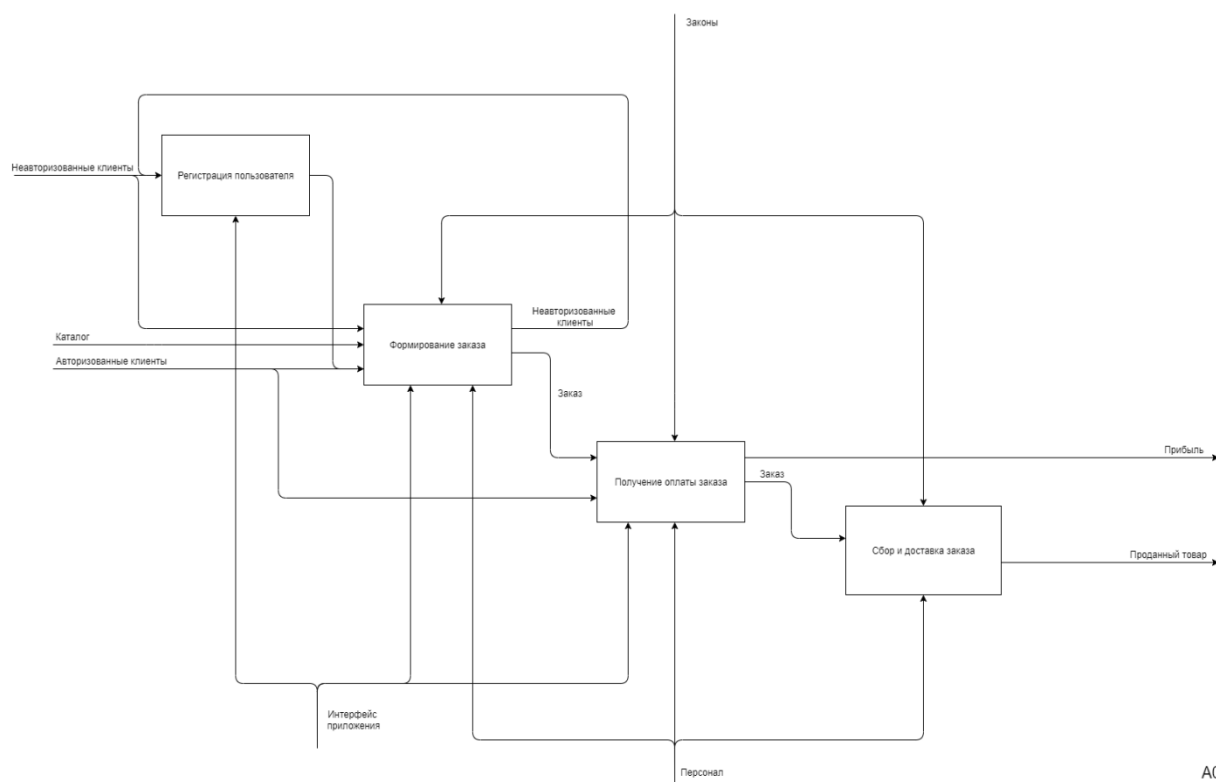 Законы
Неавторизованные клиенты
Регистрация пользователя
Неавторизованные
клиенты
Каталог
Формирование заказа
Авторизованные клиенты
Заказ
Прибыль
Заказ
Получение оплаты заказа
Сбор и доставка заказа
Проданный товар
Интерфейс
приложения
Персонал